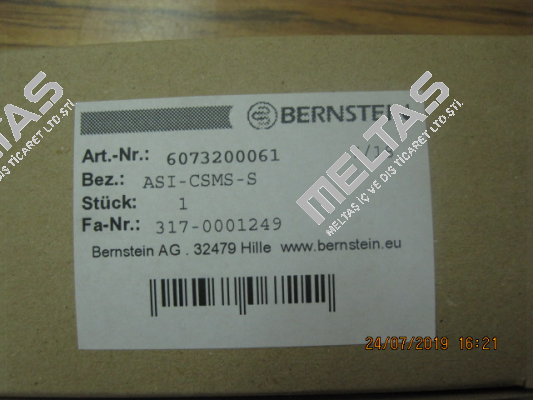 BERNSTEIN
Art.-Nr.: 6073200061
Bez.: ASI-CSMS-S
Stück: 1
Fa-Nr.: 317-0001249
Bernstein AG . 32479 Hille www.bernstein.eu
MELTAS
MELTAŞ İÇ VE DIŞ TİCARET LTD ŞTİ.
MELTAS
MELTAŞ İÇ VE DIŞ TİCARET LTD ŞTİ.
24/07/2019 16:21